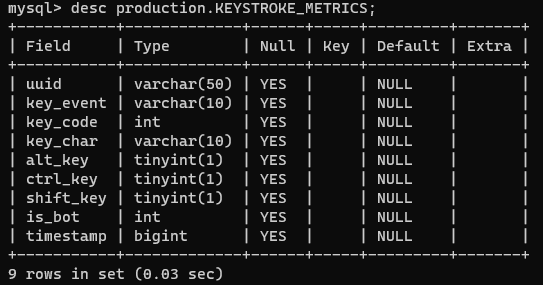 mysql> desc production.KEYSTROKE_METRICS;
+-----------+-------------+------+-----+---------+-------+
| Field     | Type        | Null | Key | Default | Extra |
+-----------+-------------+------+-----+---------+-------+
| uuid      | varchar(50) | YES  |     | NULL    |       |
| key_event | varchar(10) | YES  |     | NULL    |       |
| key_code  | int         | YES  |     | NULL    |       |
| key_char  | varchar(10) | YES  |     | NULL    |       |
| alt_key   | tinyint(1)  | YES  |     | NULL    |       |
| ctrl_key  | tinyint(1)  | YES  |     | NULL    |       |
| shift_key | tinyint(1)  | YES  |     | NULL    |       |
| is_bot    | int         | YES  |     | NULL    |       |
| timestamp | bigint      | YES  |     | NULL    |       |
+-----------+-------------+------+-----+---------+-------+
9 rows in set (0.03 sec)